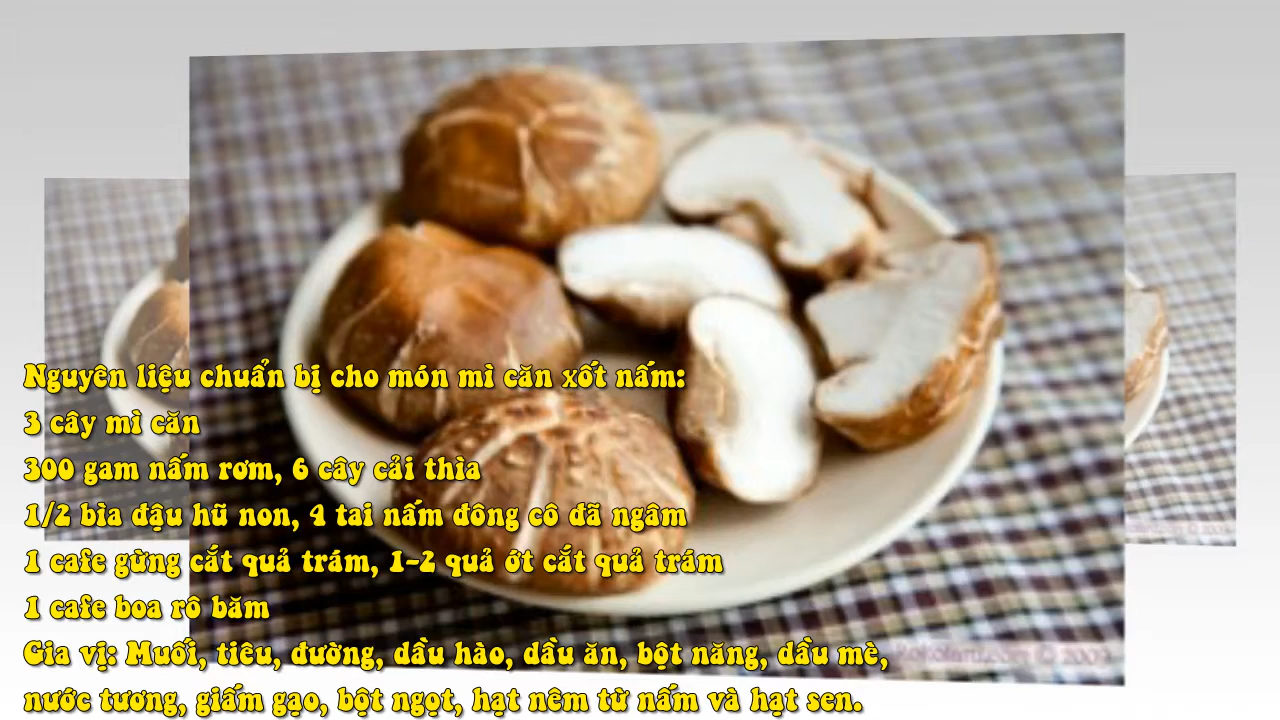 Nguyên liệu chuẩn bị cho món mì căn xốt nấm:
3 cây mì căn
300 gam nấm rơm, 6 cây cải thìa
1/2 bìa đậu hũ non, 4 tai nấm đông cô đã ngâm
1 cafe gừng cắt quả trám, 1-2 quả ớt cắt quả trám
1 cafe boa rô băm
Gia vị: Muối, tiêu, đường, dầu hào, dầu ăn, bột năng, dầu mè,
nước tương, giấm gạo, bột ngọt, hạt nêm từ nấm và hạt sen.